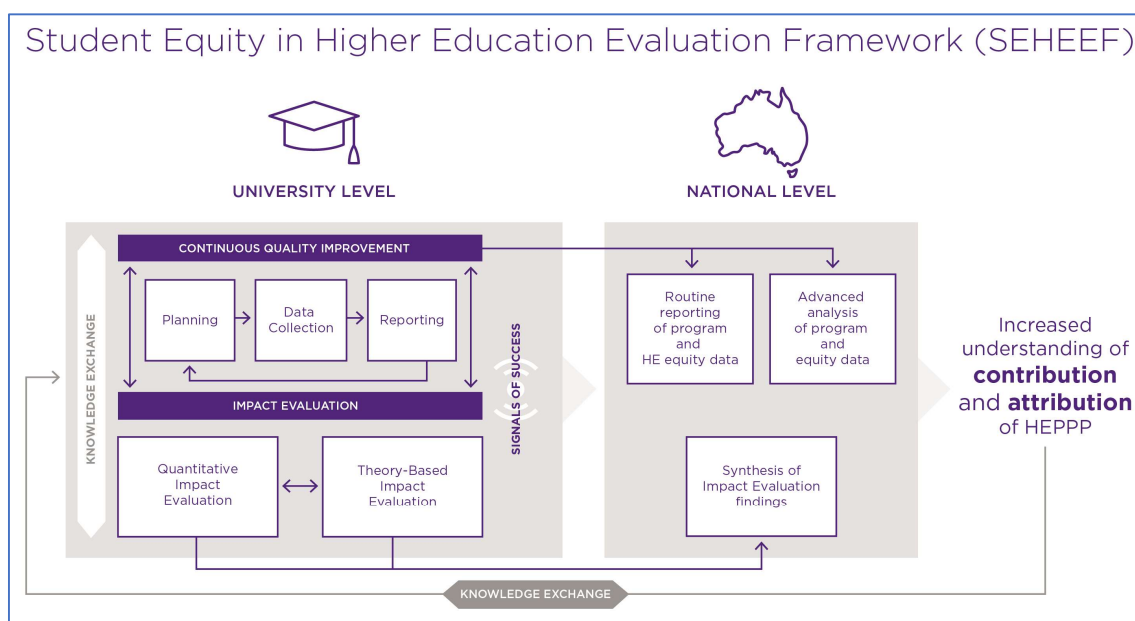 Student Equity in Higher Education Evaluation Framework (SEHEEF)
UNIVERSITY LEVEL
NATIONAL LEVEL
KNOWLEDGE EXCHANGE
CONTINUOUS QUALITY IMPROVEMENT
Planning
Data
Collection
Reporting
IMPACT EVALUATION
Quantitative
Impact
Evaluation
Theory-Based
Impact
Evaluation
SIGNALS OF SUCCESS
Routine
reporting
of program
and
HE equity data
Advanced
analysis
of program
and
equity data
Synthesis of
Impact Evaluation
findings
Increased
understanding of
contribution
and attribution
of HEPPP
KNOWLEDGE EXCHANGE